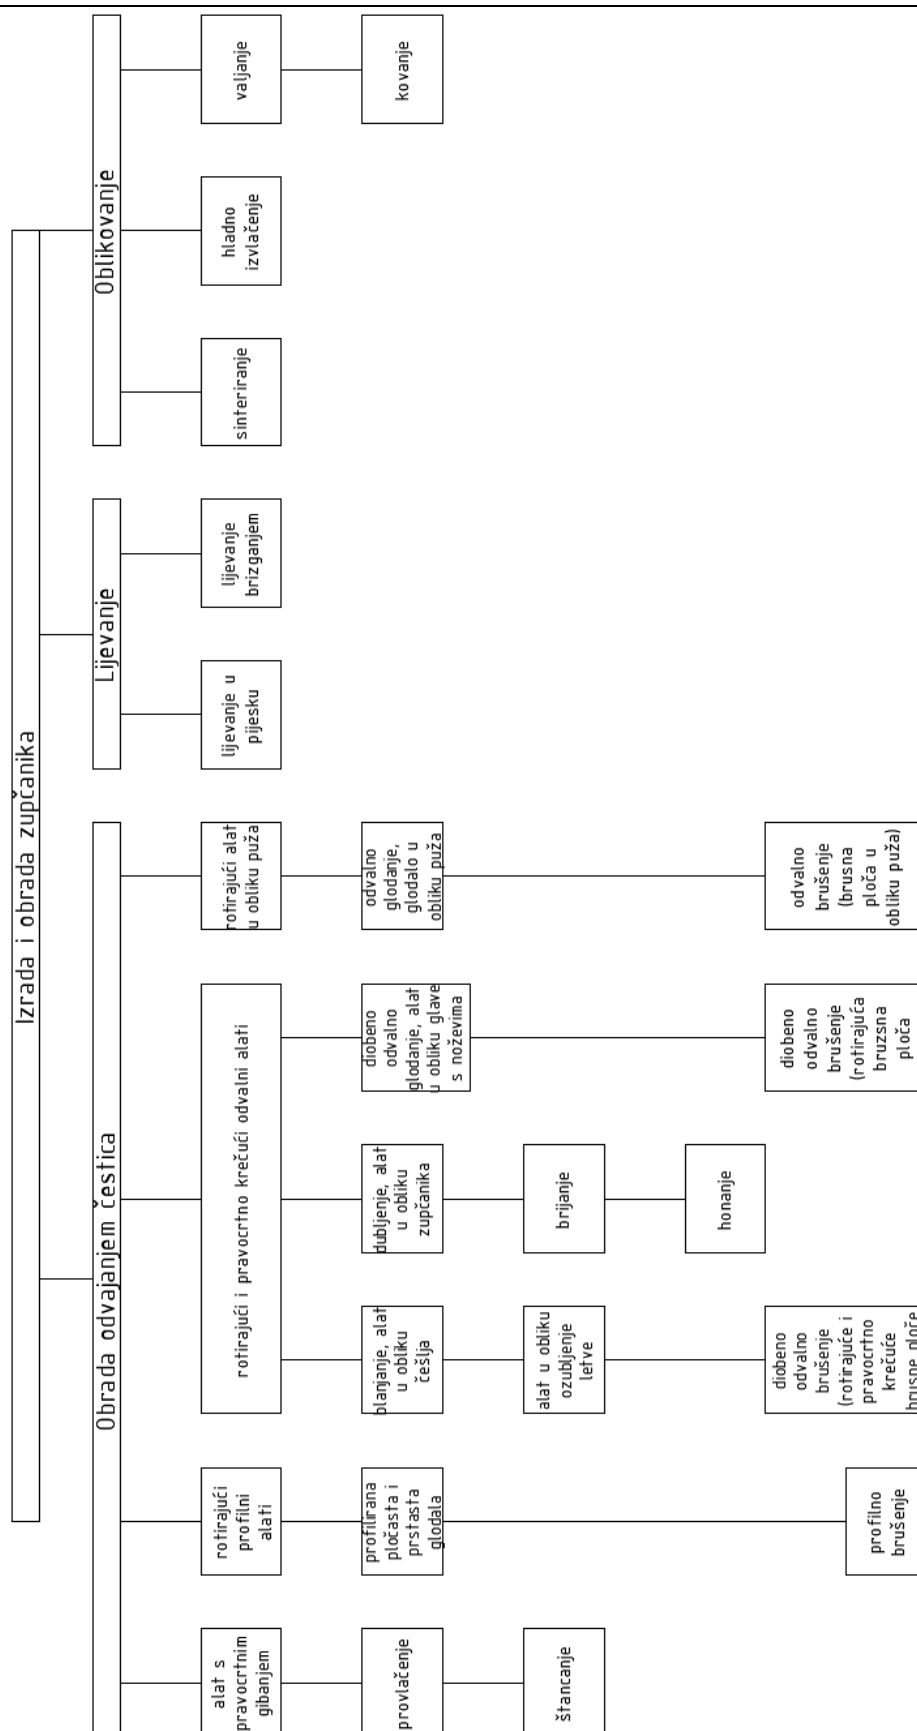 Izrada i obrada zupčanika
Obrada odvajanjem čestica
Lijevanje
Oblikovanje
alat s
pravocrtnim
gibanjem
rotirajući
profilni
alati
rotirajući i pravocrtno krečući odvalni alati
rotirajući alat
u obliku puža
lijevanje u
pijesku
lijevanje
brizganjem
sinteriranje
hladno
izvlačenje
valjanje
provlačenje
profilirana
pločasta i
prstasta
glodala
blanjanje, alat
u obliku
češlja
dubljenje, alat
u obliku
zupčanika
diobeno
odvalno
glodanje, alat
u obliku glave
s noževima
odvalno
glodanje,
glodalo u
obliku puža
kovanje
štancanje
alat u obliku
ozubljenje
letve
brijanje
honanje
profilno
brušenje
diobeno
odvalno
brušenje
(rotirajuće i
pravocrtno
krečuće
brusne ploče
diobeno
odvalno
brušenje
(rotirajuća
bruzsna
ploča
odvalno
brušenje
(brusna
ploča u
obliku puža)